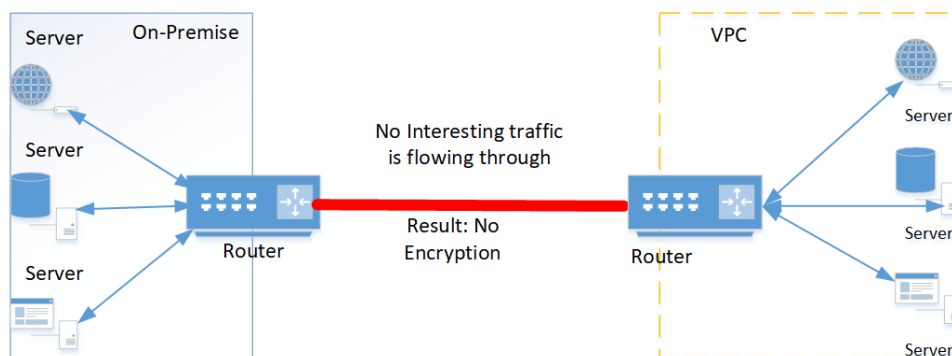 Server
On-Premise
VPC
Server
No Interesting traffic
is flowing through
Server
Server
Result: No
Encryption
Router
Router
Server
Server
Server